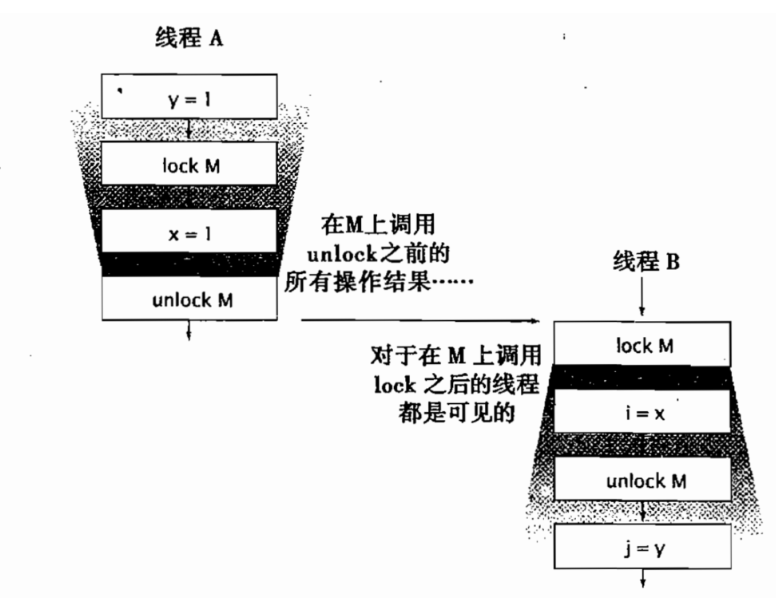 线程 A
y = 1
lock M
x = 1
unlock M
在M上调用
unlock之前的
所有操作结果……
线程 B
对于在 M 上调用
lock 之后的线程
都是可见的
lock M
i = x
unlock M
j = y